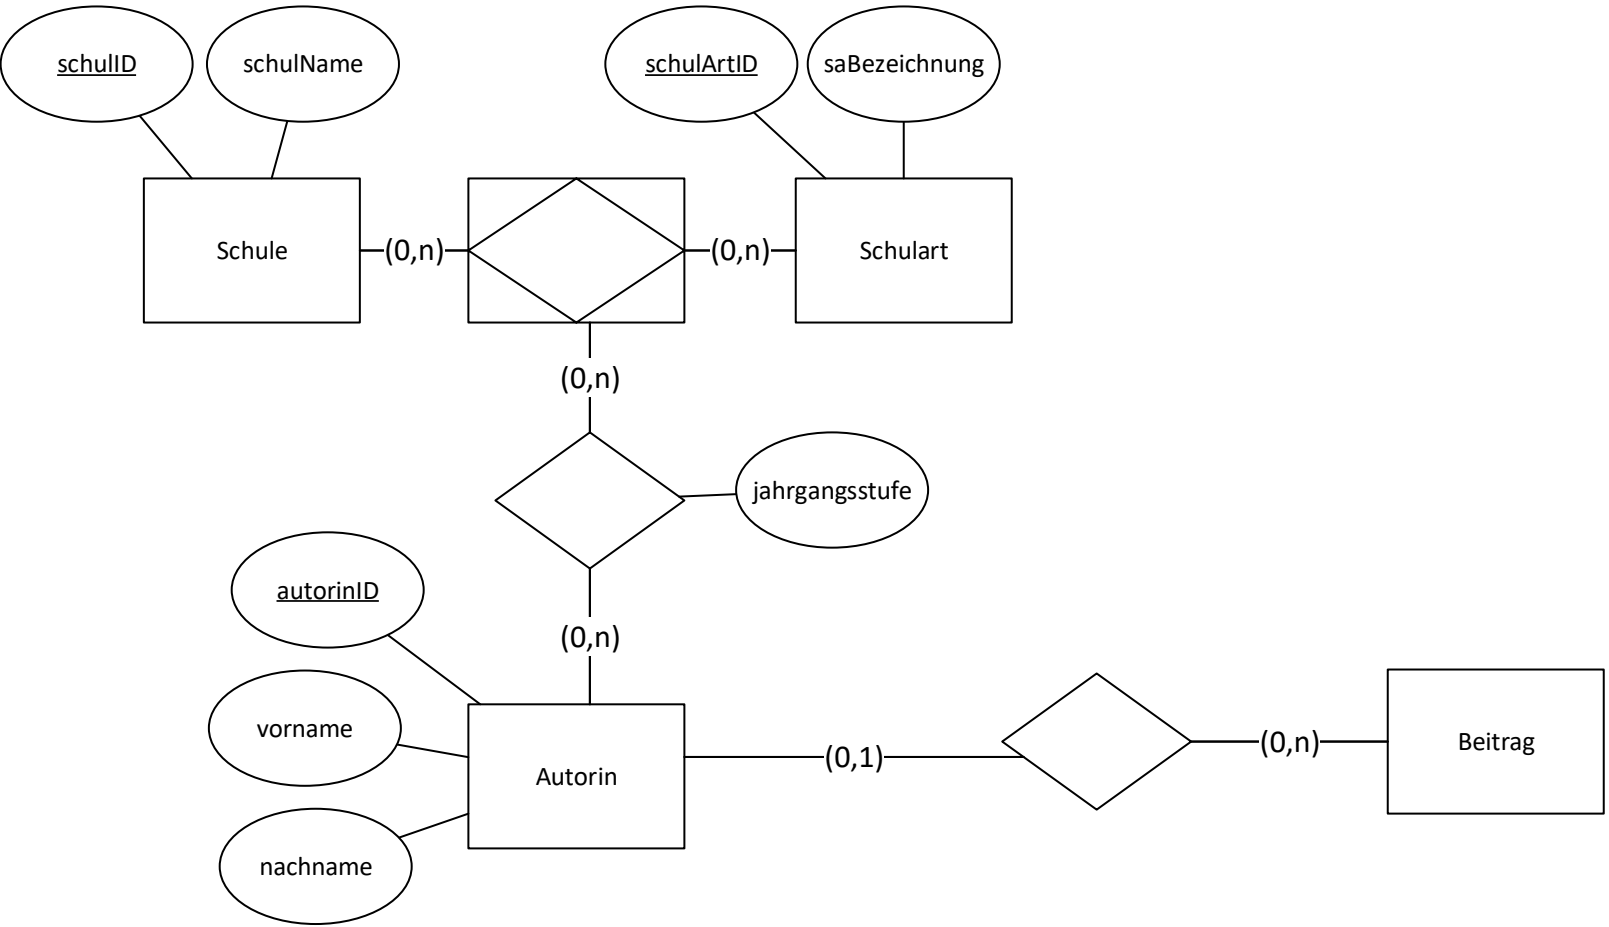 schulID
schulName
schulArtID
saBezeichnung
Schule
(0,n)
(0,n)
Schulart
(0,n)
jahrgangsstufe
autorinID
(0,n)
vorname
Autorin
(0,1)
(0,n)
Beitrag
nachname